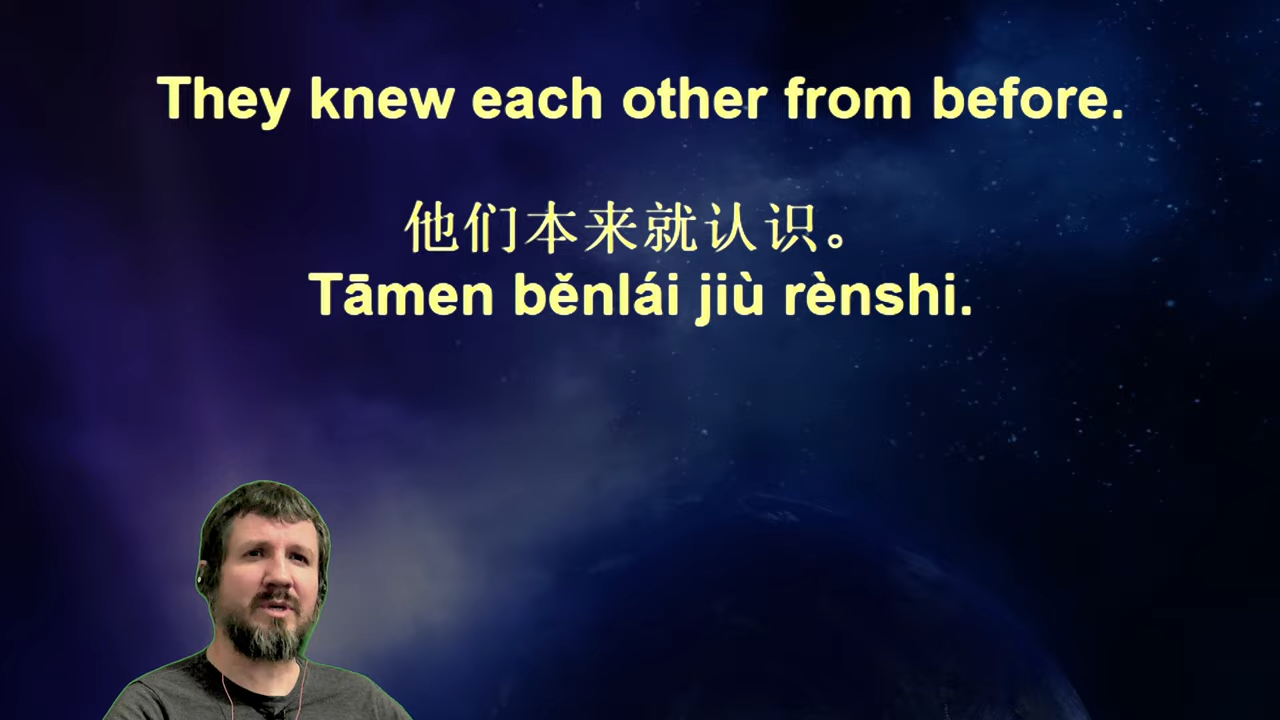 They knew each other from before.
他们本来就认识。
Tāmen běnlái jiù rènshi.